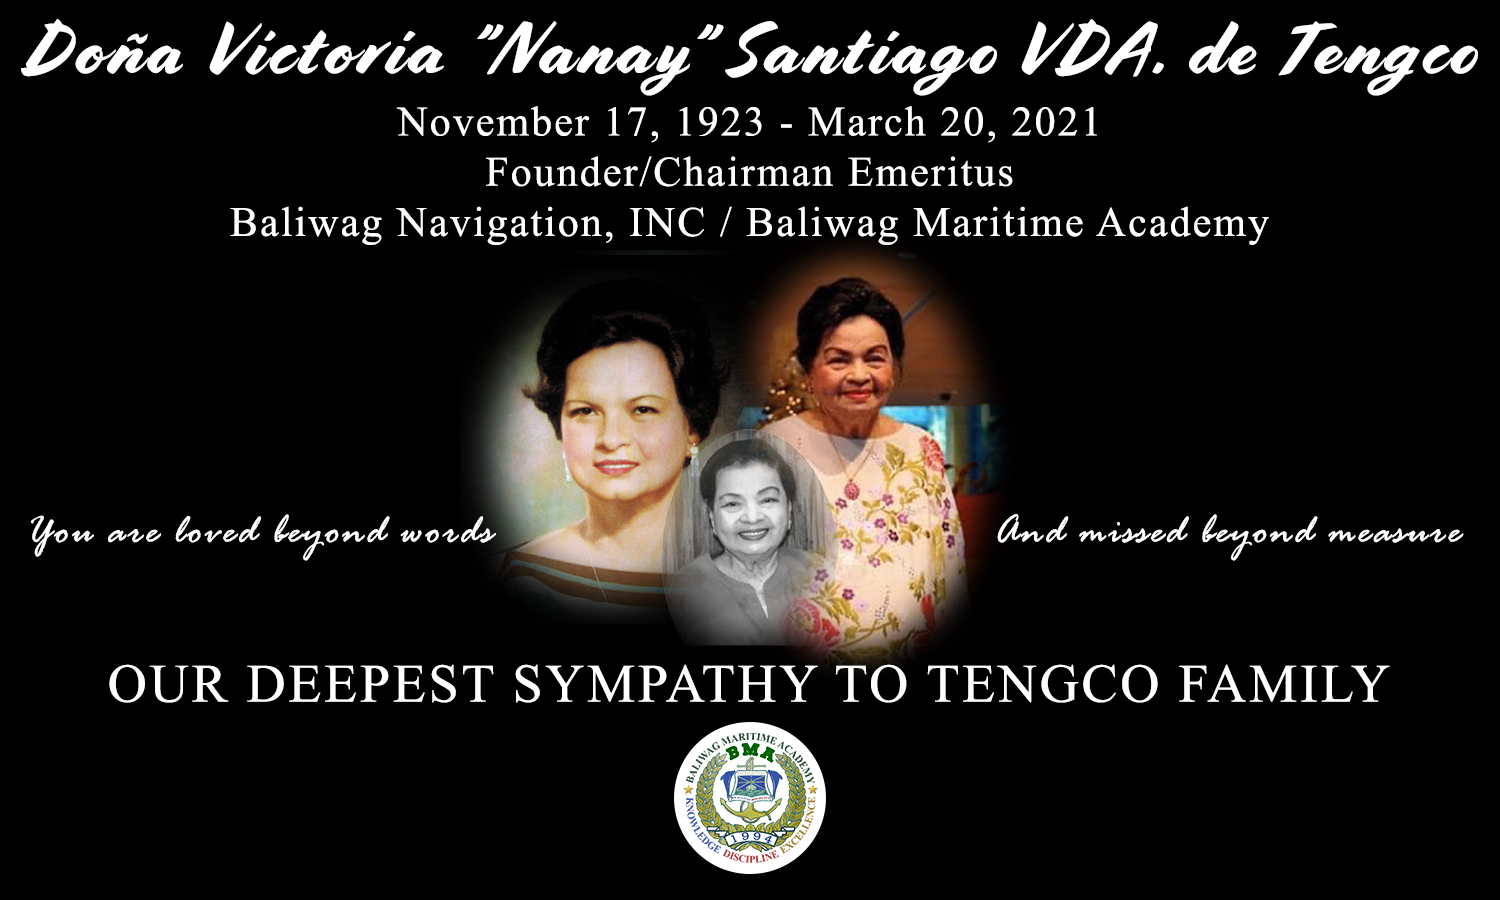 Doña Victoria "Nanay" Santiago VDA. de Tengco
November 17, 1923 - March 20, 2021
Founder/Chairman Emeritus
Baliwag Navigation, INC / Baliwag Maritime Academy
You are loved beyond words
And missed beyond measure
OUR DEEPEST SYMPATHY TO TENGCO FAMILY
BALIWAG MARITIME ACADEMY
BMA
1994
KNOWLEDGE DISCIPLINE EXCELLENCE